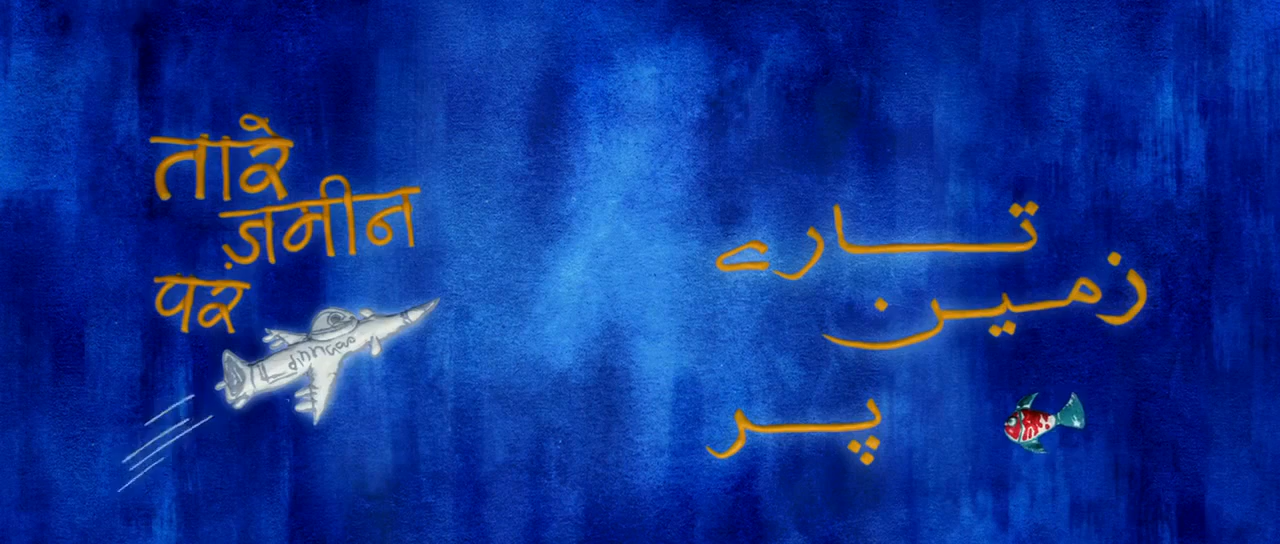 तारे
ज़मीन
पर
تارے
زمین
پر